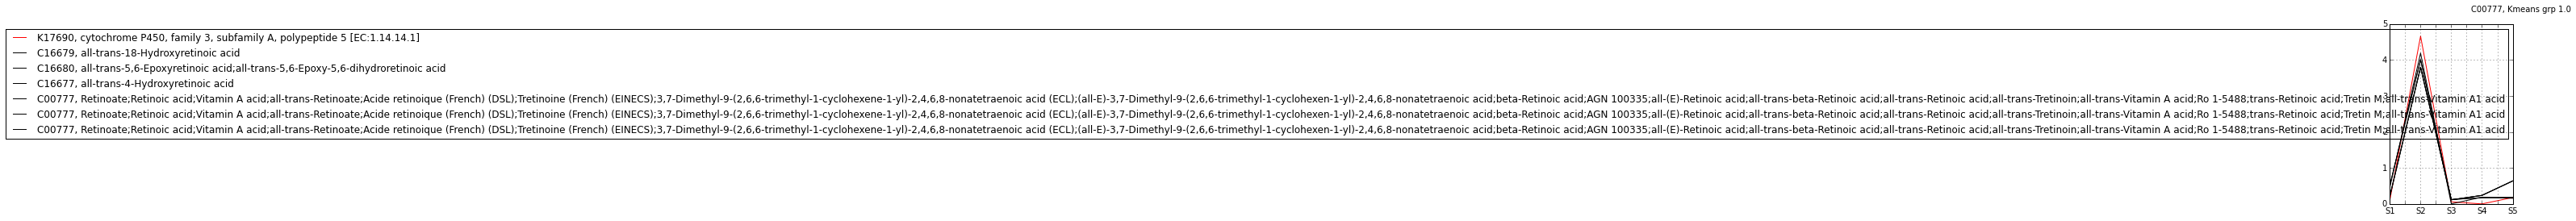 C00777, Kmeans grp 1.0
K17690, cytochrome P450, family 3, subfamily A, polypeptide 5 [EC:1.14.14.1]
C16679, all-trans-18-Hydroxyretinoic acid
C16680, all-trans-5,6-Epoxyretinoic acid;all-trans-5,6-Epoxy-5,6-dihydroretinoic acid
C16677, all-trans-4-Hydroxyretinoic acid
C00777, Retinoate;Retinoic acid;Vitamin A acid;all-trans-Retinoate;Acide retinoique (French) (DSL);Tretinoine (French) (EINECS);3,7-Dimethyl-9-(2,6,6-trimethyl-1-cyclohexene-1-yl)-2,4,6,8-nonatetraenoic acid (ECL);(all-E)-3,7-Dimethyl-9-(2,6,6-trimethyl-1-cyclohexen-1-yl)-2,4,6,8-nonatetraenoic acid;beta-Retinoic acid;AGN 100335;all-(E)-Retinoic acid;all-trans-beta-Retinoic acid;all-trans-Retinoic acid;all-trans-Tretinoin;all-trans-Vitamin A acid;Ro 1-5488;trans-Retinoic acid;Tretin M;all-trans-Vitamin A1 acid
C00777, Retinoate;Retinoic acid;Vitamin A acid;all-trans-Retinoate;Acide retinoique (French) (DSL);Tretinoine (French) (EINECS);3,7-Dimethyl-9-(2,6,6-trimethyl-1-cyclohexene-1-yl)-2,4,6,8-nonatetraenoic acid (ECL);(all-E)-3,7-Dimethyl-9-(2,6,6-trimethyl-1-cyclohexen-1-yl)-2,4,6,8-nonatetraenoic acid;beta-Retinoic acid;AGN 100335;all-(E)-Retinoic acid;all-trans-beta-Retinoic acid;all-trans-Retinoic acid;all-trans-Tretinoin;all-trans-Vitamin A acid;Ro 1-5488;trans-Retinoic acid;Tretin M;all-trans-Vitamin A1 acid
C00777, Retinoate;Retinoic acid;Vitamin A acid;all-trans-Retinoate;Acide retinoique (French) (DSL);Tretinoine (French) (EINECS);3,7-Dimethyl-9-(2,6,6-trimethyl-1-cyclohexene-1-yl)-2,4,6,8-nonatetraenoic acid (ECL);(all-E)-3,7-Dimethyl-9-(2,6,6-trimethyl-1-cyclohexen-1-yl)-2,4,6,8-nonatetraenoic acid;beta-Retinoic acid;AGN 100335;all-(E)-Retinoic acid;all-trans-beta-Retinoic acid;all-trans-Retinoic acid;all-trans-Tretinoin;all-trans-Vitamin A acid;Ro 1-5488;trans-Retinoic acid;Tretin M;all-trans-Vitamin A1 acid
5
4
3
2
1
0
S1 S2 S3 S4 S5